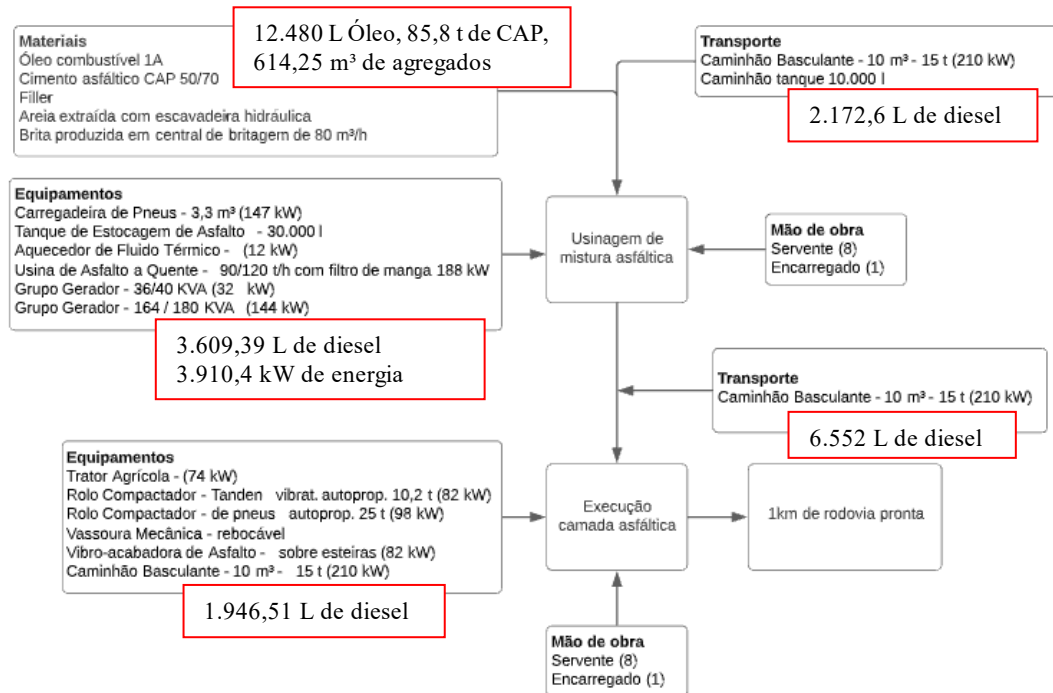 Materiais
Óleo combustível 1A
Cimento asfáltico CAP 50/70
Filler
Areia extraída com escavadeira hidráulica
Brita produzida em central de britagem de 80 m³/h
12.480 L Óleo, 85,8 t de CAP,
614,25 m³ de agregados
Transporte
Caminhão Basculante - 10 m³ - 15 t (210 kW)
Caminhão tanque 10.000 l
2.172,6 L de diesel
Equipamentos
Carregadeira de Pneus - 3,3 m³ (147 kW)
Tanque de Estocagem de Asfalto - 30.000 l
Aquecedor de Fluido Térmico - (12 kW)
Usina de Asfalto a Quente - 90/120 t/h com filtro de manga 188 kW
Grupo Gerador - 36/40 KVA (32 kW)
Grupo Gerador - 164 / 180 KVA (144 kW)
3.609,39 L de diesel
3.910,4 kW de energia
Usinagem de
mistura asfáltica
Mão de obra
Servente (8)
Encarregado (1)
Transporte
Caminhão Basculante - 10 m³ - 15 t (210 kW)
6.552 L de diesel
Equipamentos
Trator Agrícola - (74 kW)
Rolo Compactador - Tanden vibrat. autoprop. 10,2 t (82 kW)
Rolo Compactador - de pneus autoprop. 25 t (98 kW)
Vassoura Mecânica - rebocável
Vibro-acabadora de Asfalto - sobre esteiras (82 kW)
Caminhão Basculante - 10 m³ - 15 t (210 kW)
1.946,51 L de diesel
Execução
camada asfáltica
1km de rodovia pronta
Mão de obra
Servente (8)
Encarregado (1)